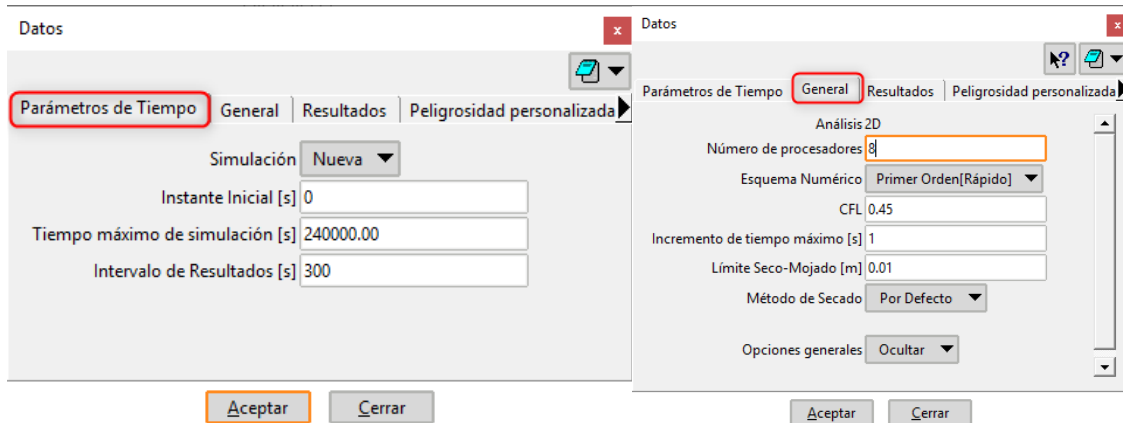 Datos
x
Parámetros de Tiempo General Resultados Peligrosidad personalizada
Simulación Nueva
Instante Inicial [s] 0
Tiempo máximo de simulación [s] 240000.00
Intervalo de Resultados [s] 300
Aceptar Cerrar
Datos
x
?
Parámetros de Tiempo General Resultados Peligrosidad personalizada
Análisis 2D
Número de procesadores 8
Esquema Numérico Primer Orden[Rápido]
CFL 0.45
Incremento de tiempo máximo [s] 1
Límite Seco-Mojado [m] 0.01
Método de Secado Por Defecto
Opciones generales Ocultar
Aceptar Cerrar